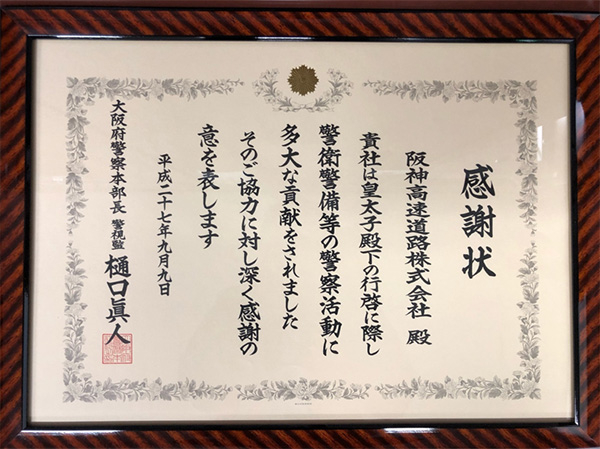 感謝状
阪神高速道路株式会社 殿
貴社は皇太子殿下の行啓に際し
警衛警備等の警察活動に
多大な貢献をされました
そのご協力に対し深く感謝の
意を表します
平成二十七年九月九日
大阪府警察本部長 警視監 樋口眞人